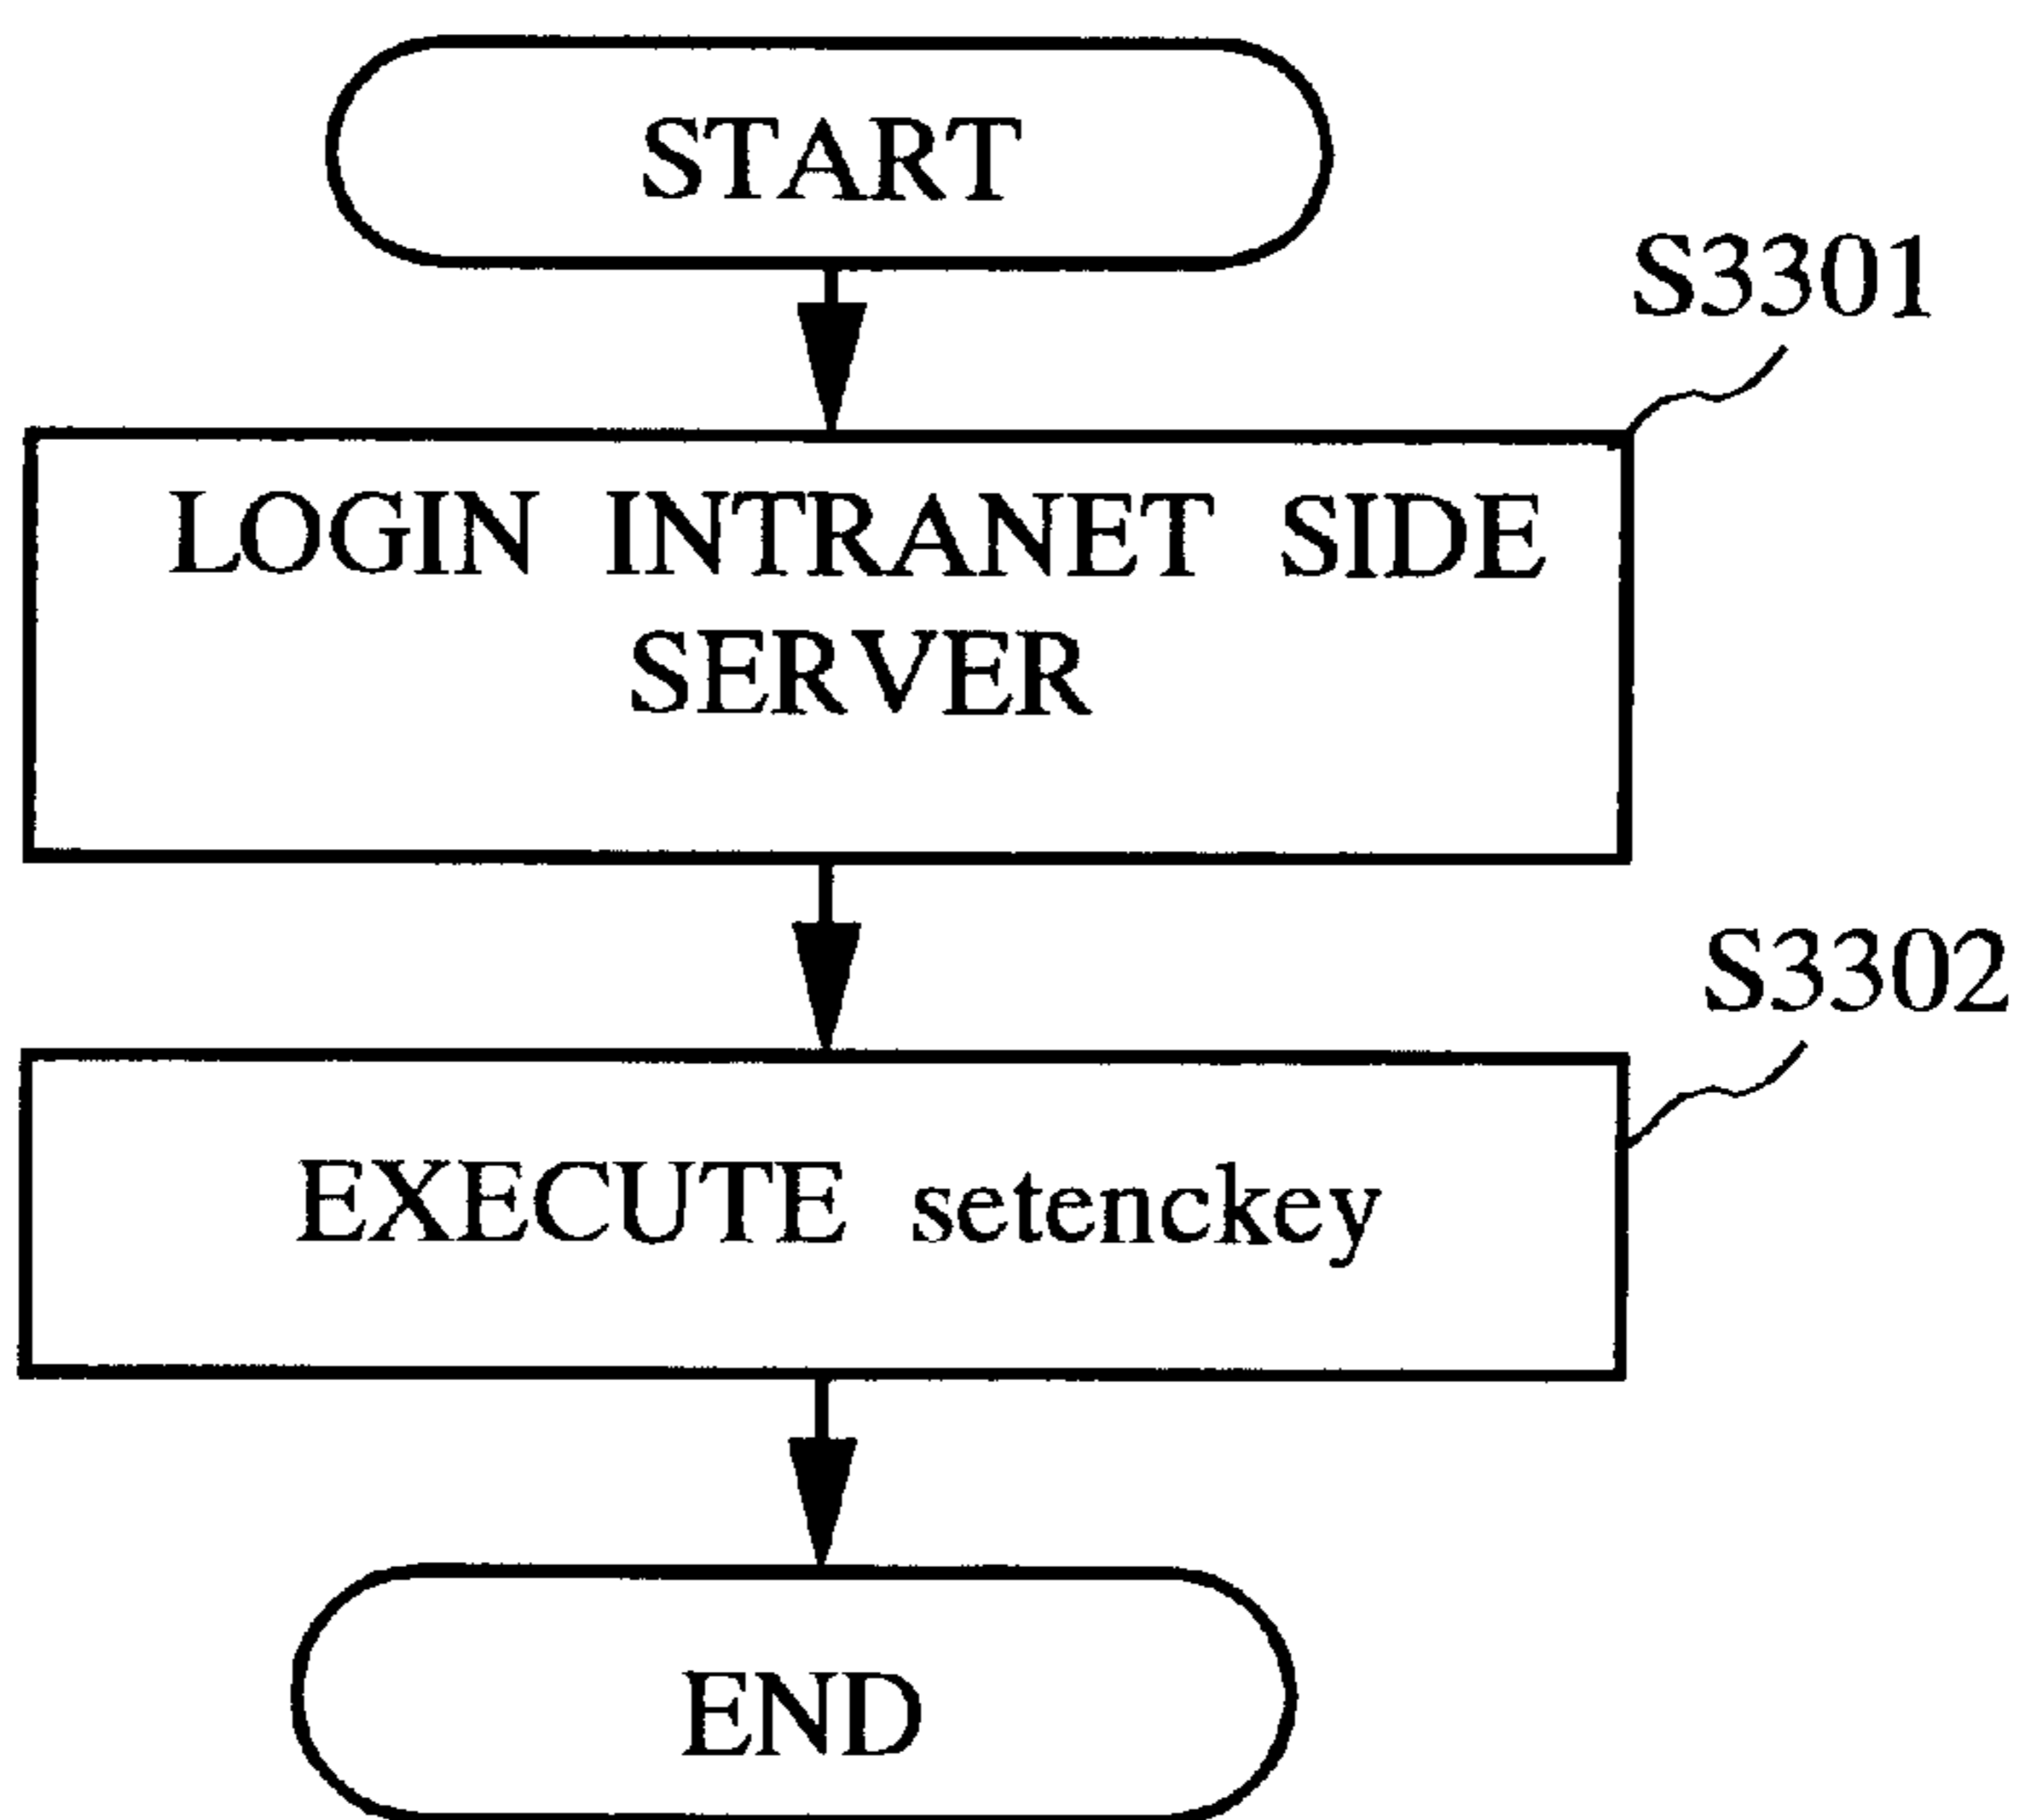 START
S3301
LOGIN INTRANET SIDE
SERVER
S3302
EXECUTE setenckey
END